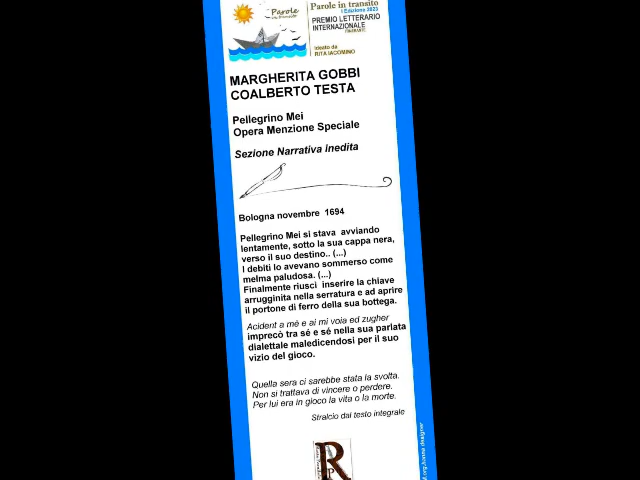 Parole
Parole in transito
I Edizione 2023
PREMIO LETTERARIO
INTERNAZIONALE
ITINERANTE
Ideato da
RITA IACOMINO
MARGHERITA GOBBI
COALBERTO TESTA
Pellegrino Mei
Opera Menzione Speciale
Sezione Narrativa inedita
Bologna novembre 1694
Pellegrino Mei si stava avviando
lentamente, sotto la sua cappa nera,
verso il suo destino.. (...)
I debiti lo avevano sommerso come
melma paludosa. (...)
Finalmente riuscì inserire la chiave
arrugginita nella serratura e ad aprire
il portone di ferro della sua bottega.
Acident a mè e ai mi voia ed zugher
imprecò tra sé e sé nella sua parlata
dialettale maledicendosi per il suo
vizio del gioco.
Quella sera ci sarebbe stata la svolta.
Non si trattava di vincere o perdere.
Per lui era in gioco la vita o la morte.
Stralcio dal testo integrale
R
designer